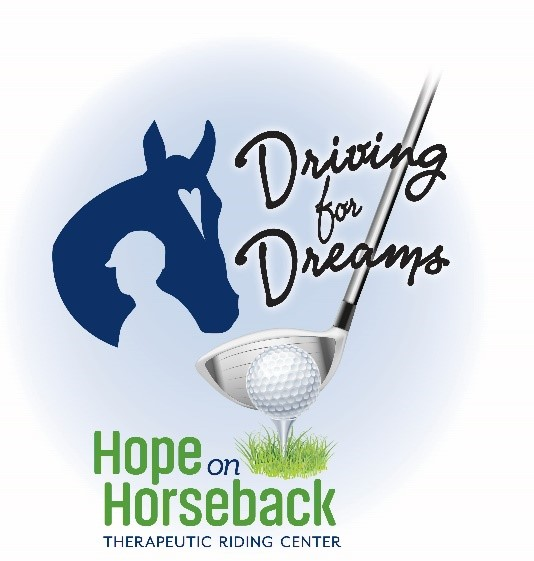 Driving
for
Dreams
Hope on
Horseback
THERAPEUTIC RIDING CENTER